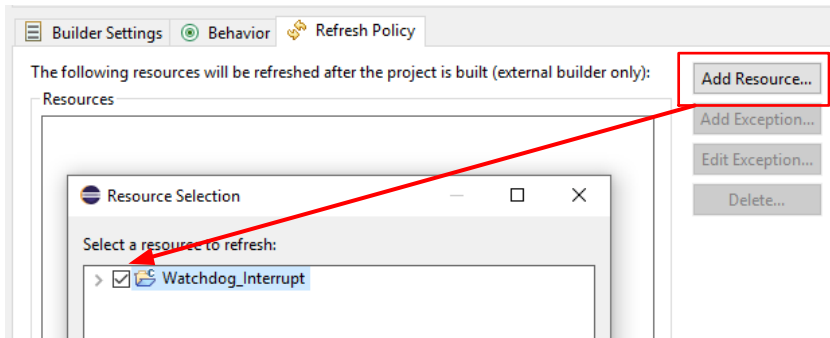 Builder Settings Behavior Refresh Policy
The following resources will be refreshed after the project is built (external builder only):
Resources
Add Resource...
Add Exception...
Edit Exception...
Delete...
Resource Selection
Select a resource to refresh:
Watchdog_Interrupt